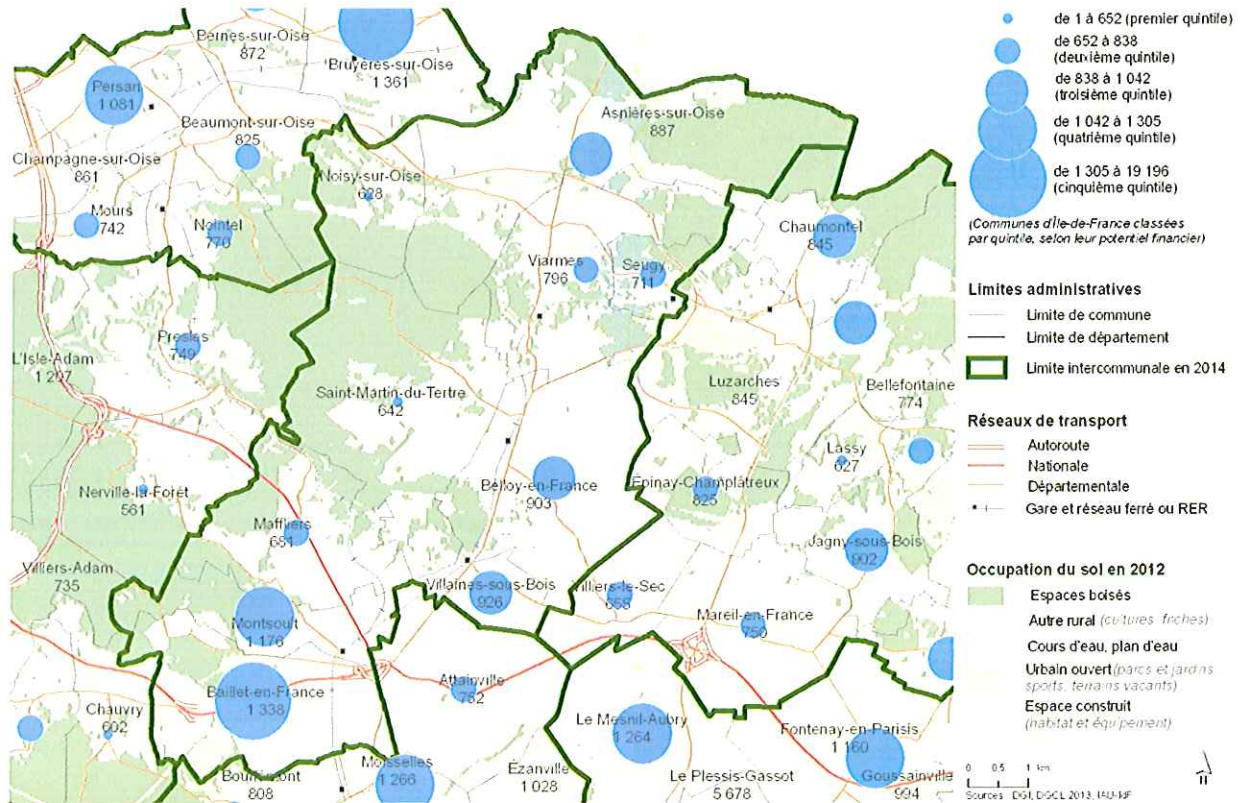 Bernes-sur-Oise
872
Bruyères-sur-Oise
1 361
Persan
1 081
Beaumont-sur-Oise
825
Asnières-sur-Oise
887
Champagne-sur-Oise
861
Noisy-sur-Oise
628
Mours
742
Nointel
770
Chaumontel
845
Viarmes
796
Seugy
711
Presles
749
L'Isle-Adam
1 207
Saint-Martin-du-Tertre
642
Luzarches
845
Bellefontaine
774
Lassy
627
Nerville-la-Forêt
561
Belloy-en-France
903
Épinay-Champlâtreux
825
Maffliers
681
Jagny-sous-Bois
902
Villiers-Adam
735
Villaines-sous-Bois
926
Villiers-le-Sec
658
Mareil-en-France
750
Montsoult
1 176
Baillet-en-France
1 338
Attainville
762
Chauvry
602
Le Mesnil-Aubry
1 264
Fontenay-en-Parisis
1 160
Bouffémont
808
Moisselles
1 266
Ézanville
1 028
Le Plessis-Gassot
5 678
Goussainville
994
de 1 à 652 (premier quintile)
de 652 à 838
(deuxième quintile)
de 838 à 1 042
(troisième quintile)
de 1 042 à 1 305
(quatrième quintile)
de 1 305 à 19 196
(cinquième quintile)
(Communes d'Île-de-France classées
par quintile, selon leur potentiel financier)
Limites administratives
Limite de commune
Limite de département
Limite intercommunale en 2014
Réseaux de transport
Autoroute
Nationale
Départementale
Gare et réseau ferré ou RER
Occupation du sol en 2012
Espaces boisés
Autre rural (cultures, friches)
Cours d'eau, plan d'eau
Urbain ouvert (parcs et jardins
sports, terrains vacants)
Espace construit
(habitat et équipement)
0 0.5 1 km
N
Sources : DGI, DGCL 2013, IAU-îdF